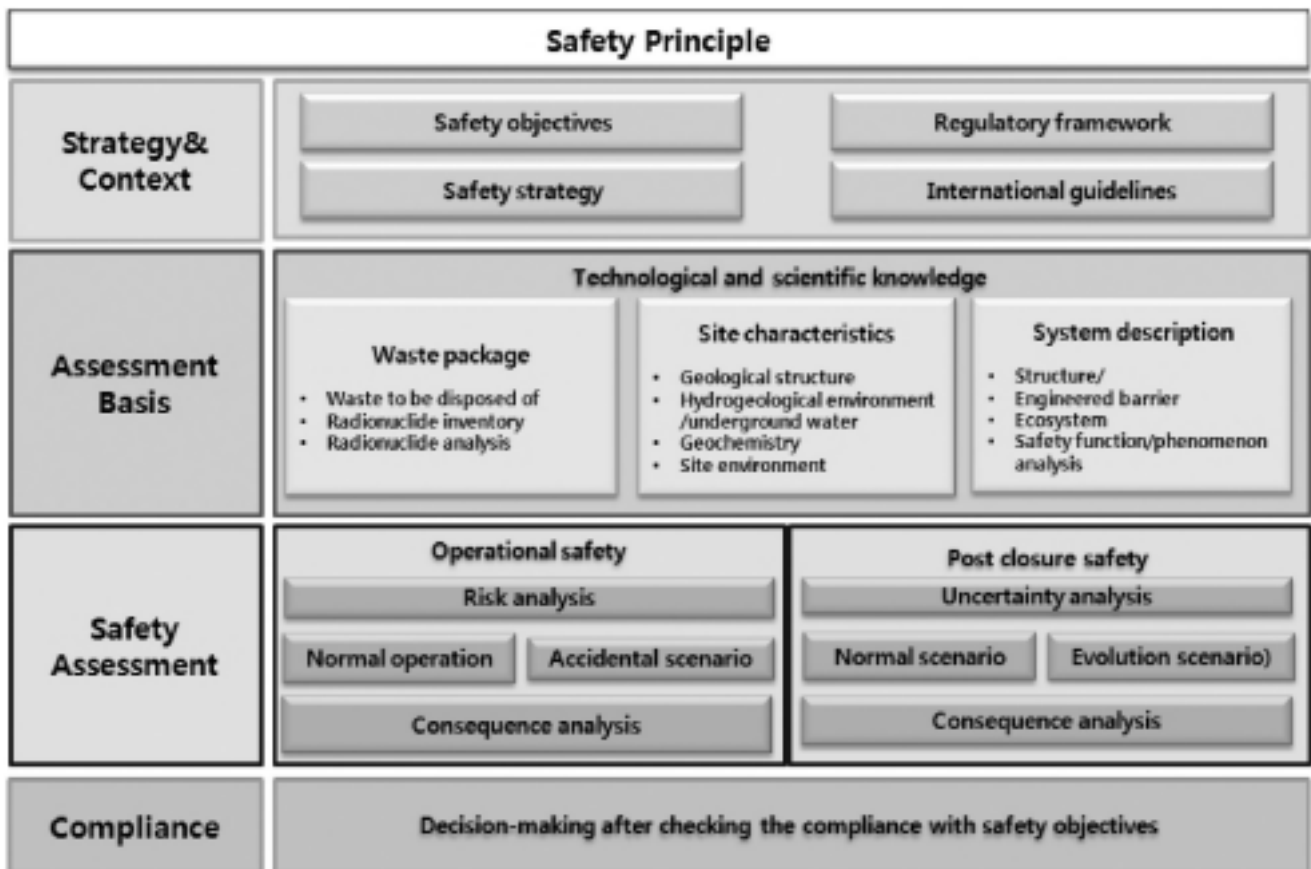 Safety Principle
Strategy&
Context
Safety objectives
Regulatory framework
Safety strategy
International guidelines
Assessment
Basis
Technological and scientific knowledge
Waste package
• Waste to be disposed of
• Radionuclide inventory
• Radionuclide analysis
Site characteristics
• Geological structure
• Hydrogeological environment
/underground water
• Geochemistry
• Site environment
System description
• Structure/
• Engineered barrier
• Ecosystem
• Safety function/phenomenon
analysis
Safety
Assessment
Operational safety
Risk analysis
Normal operation
Accidental scenario
Consequence analysis
Post closure safety
Uncertainty analysis
Normal scenario
Evolution scenario)
Consequence analysis
Compliance
Decision-making after checking the compliance with safety objectives